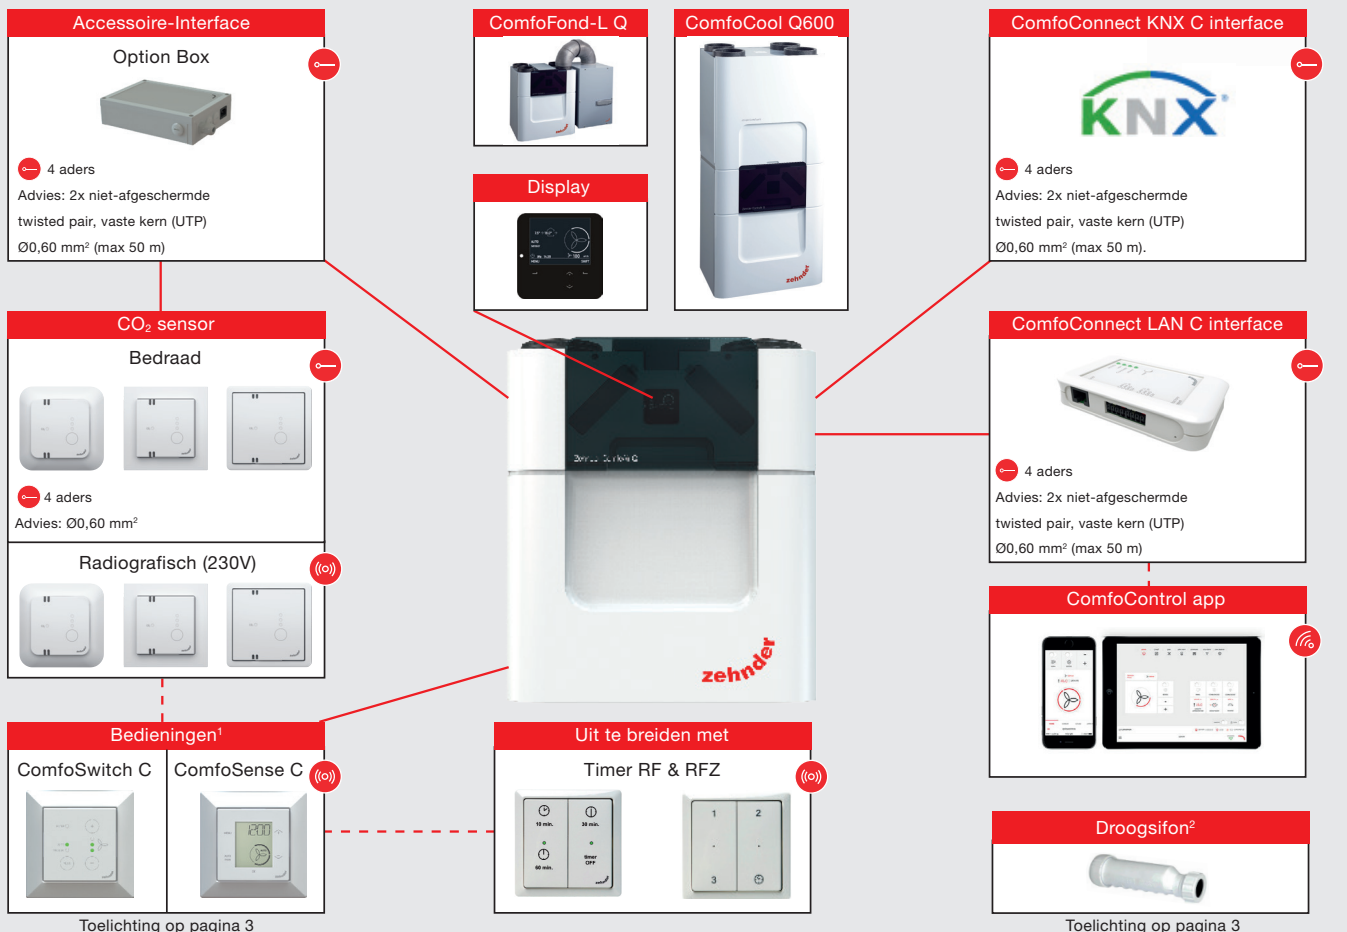 Accessoire-Interface
Option Box
4 aders
Advies: 2x niet-afgeschermde
twisted pair, vaste kern (UTP)
Ø0,60 mm² (max 50 m)
ComfoFond-L Q
ComfoCool Q600
zehnder
Display
ComfoConnect KNX C interface
KNX®
4 aders
Advies: 2x niet-afgeschermde
twisted pair, vaste kern (UTP)
Ø0,60 mm² (max 50 m).
CO₂ sensor
Bedraad
4 aders
Advies: Ø0,60 mm²
Radiografisch (230V)
zehnder
ComfoConnect LAN C interface
4 aders
Advies: 2x niet-afgeschermde
twisted pair, vaste kern (UTP)
Ø0,60 mm² (max 50 m)
ComfoControl app
Bedieningen¹
ComfoSwitch C
ComfoSense C
Uit te breiden met
Timer RF & RFZ
10 min.
30 min.
60 min.
timer
OFF
zehnder
1 2
3
Droogsifon²
Toelichting op pagina 3
Toelichting op pagina 3